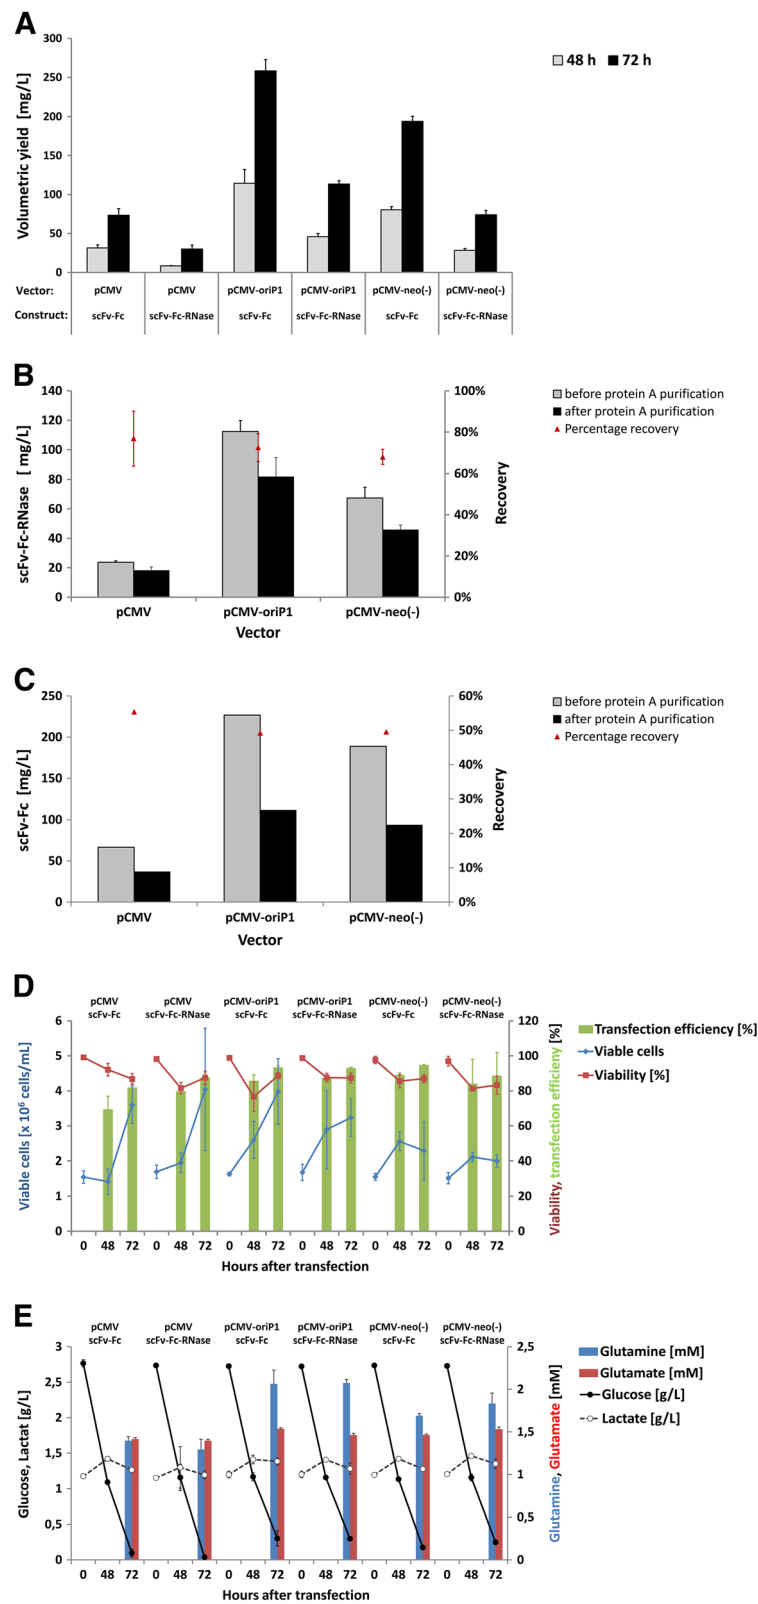 A
300
250
200
150
100
50
0
Volumetric yield [mg/L]
48 h 72 h
Vector: pCMV pCMV pCMV-oriP1 pCMV-oriP1 pCMV-neo(-) pCMV-neo(-)
Construct: scFv-Fc scFv-Fc-RNase scFv-Fc scFv-Fc-RNase scFv-Fc scFv-Fc-RNase
B
140
120
100
80
60
40
20
0
scFv-Fc-RNase [ mg/L]
100%
80%
60%
40%
20%
0%
Recovery
before protein A purification
after protein A purification
Percentage recovery
pCMV pCMV-oriP1 pCMV-neo(-)
Vector
C
250
200
150
100
50
0
scFv-Fc [mg/L]
60%
50%
40%
30%
20%
10%
0%
Recovery
before protein A purification
after protein A purification
Percentage recovery
pCMV pCMV-oriP1 pCMV-neo(-)
Vector
D
pCMV pCMV pCMV-oriP1 pCMV-oriP1 pCMV-neo(-) pCMV-neo(-)
scFv-Fc scFv-Fc-RNase scFv-Fc scFv-Fc-RNase scFv-Fc scFv-Fc-RNase
6
5
4
3
2
1
0
Viable cells [x 10⁶ cells/mL]
120
100
80
60
40
20
0
Viability, transfection efficieny [%]
Transfection efficiency [%]
Viable cells
Viability [%]
0 48 72 0 48 72 0 48 72 0 48 72 0 48 72 0 48 72
Hours after transfection
E
pCMV pCMV pCMV-oriP1 pCMV-oriP1 pCMV-neo(-) pCMV-neo(-)
scFv-Fc scFv-Fc-RNase scFv-Fc scFv-Fc-RNase scFv-Fc scFv-Fc-RNase
3
2,5
2
1,5
1
0,5
0
Glucose, Lactat [g/L]
2,5
2
1,5
1
0,5
0
Glutamine, Glutamate [mM]
Glutamine [mM]
Glutamate [mM]
Glucose [g/L]
Lactate [g/L]
0 48 72 0 48 72 0 48 72 0 48 72 0 48 72 0 48 72
Hours after transfection